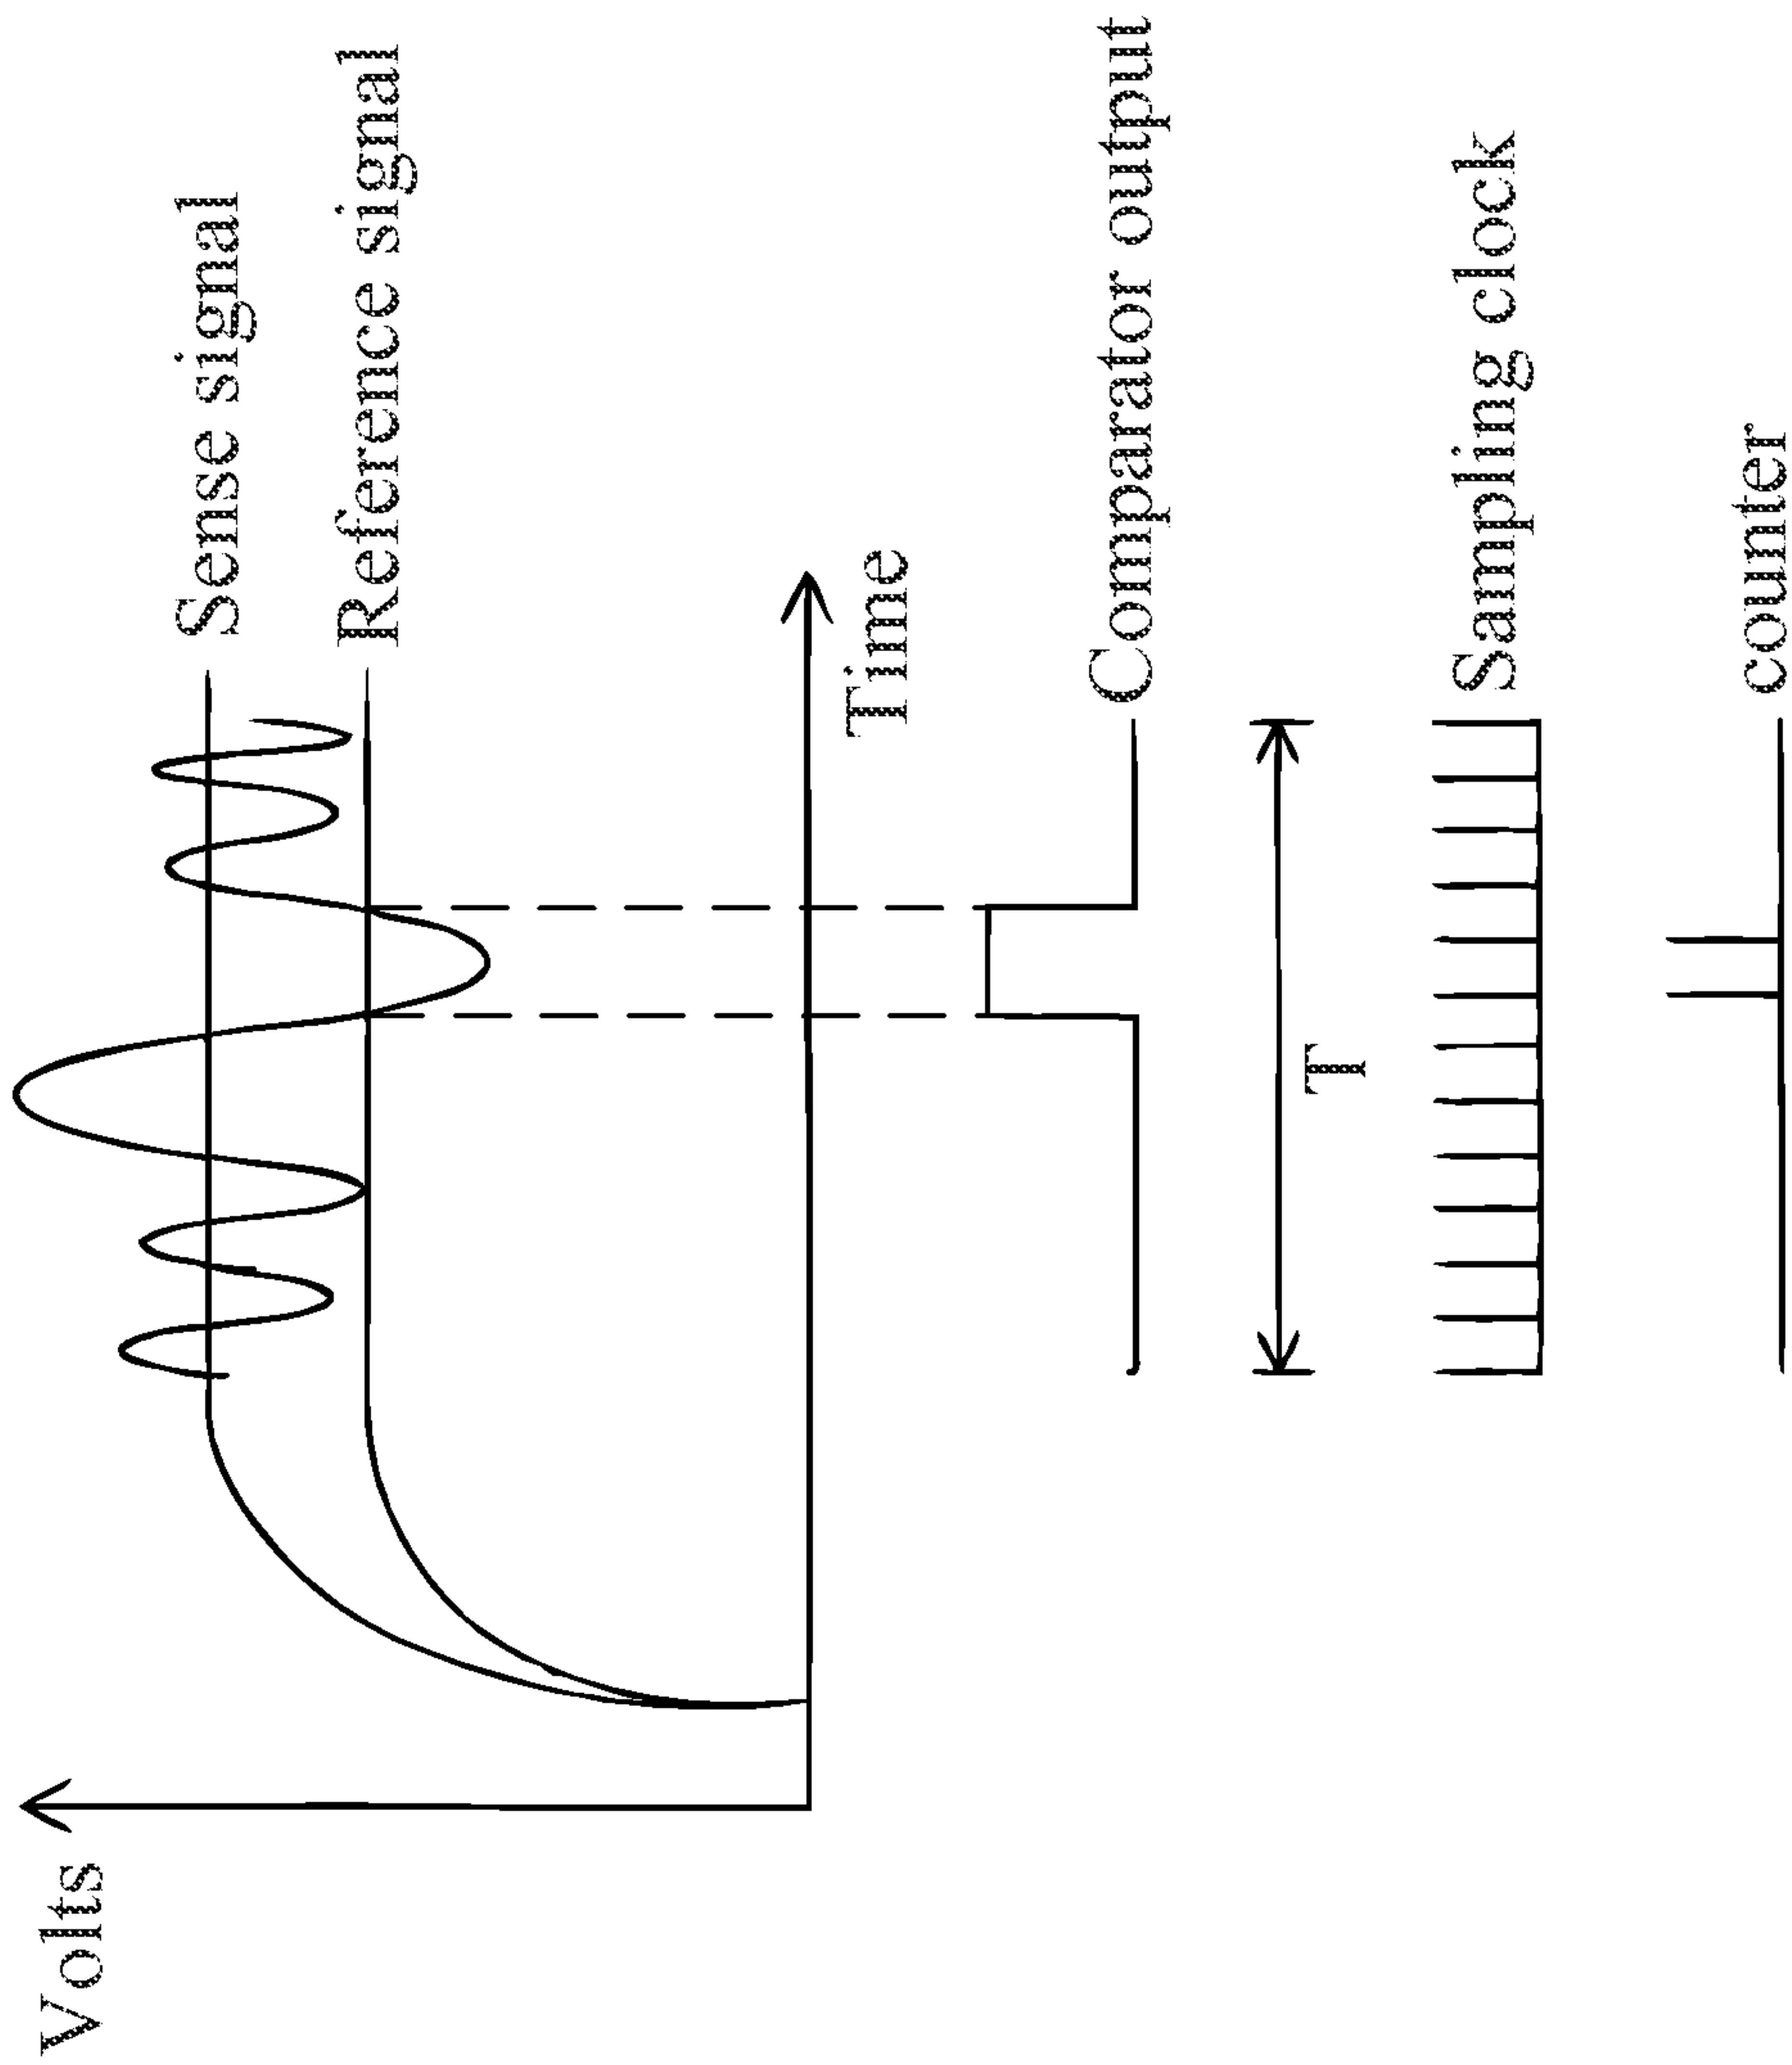 Volts
Sense signal
Reference signal
Time
Comparator output
T
Sampling clock
counter